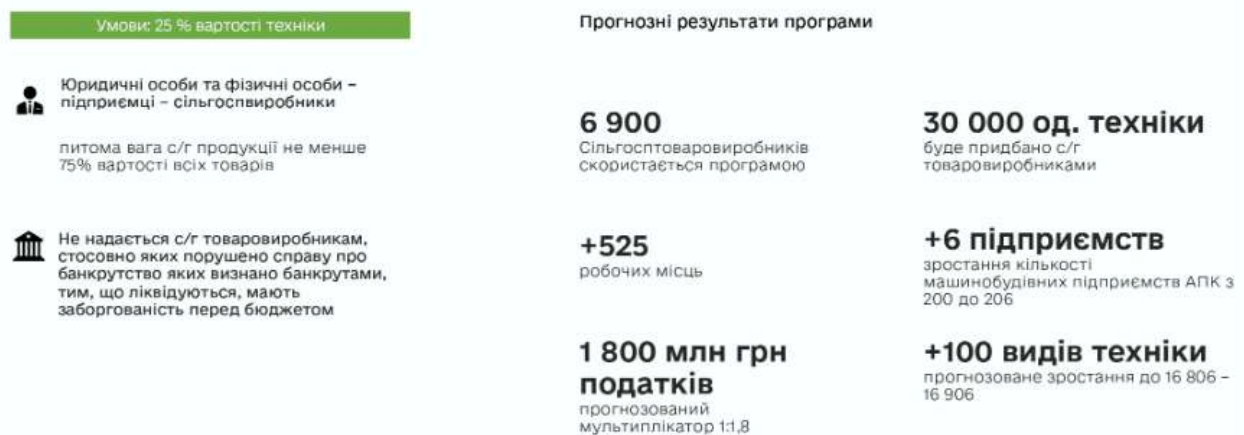 Умови: 25 % вартості техніки
Юридичні особи та фізичні особи –
підприємці – сільгоспвиробники
питома вага с/г продукції не менше
75% вартості всіх товарів
Не надається с/г товаровиробникам,
стосовно яких порушено справу про
банкрутство яких визнано банкрутами,
тим, що ліквідуються, мають
заборгованість перед бюджетом
Прогнозні результати програми
6 900
Сільгосптоваровиробників
скористається програмою
30 000 од. техніки
буде придбано с/г
товаровиробниками
+525
робочих місць
+6 підприємств
зростання кількості
машинобудівних підприємств АПК з
200 до 206
1 800 млн грн
податків
прогнозований
мультиплікатор 1:1,8
+100 видів техніки
прогнозоване зростання до 16 806 –
16 906